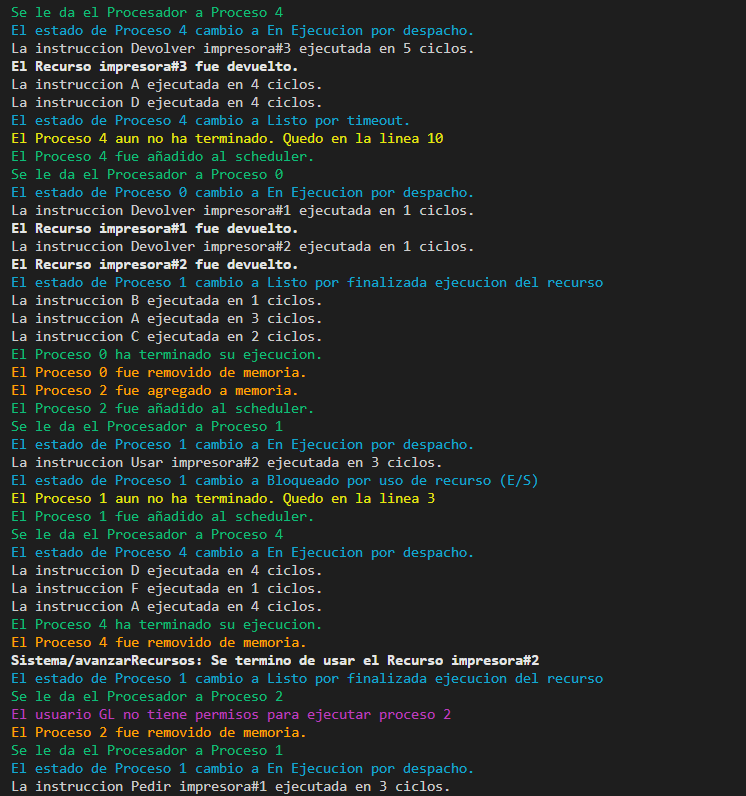 Se le da el Procesador a Proceso 4
El estado de Proceso 4 cambio a En Ejecucion por despacho.
La instruccion Devolver impresora#3 ejecutada en 5 ciclos.
El Recurso impresora#3 fue devuelto.
La instruccion A ejecutada en 4 ciclos.
La instruccion D ejecutada en 4 ciclos.
El estado de Proceso 4 cambio a Listo por timeout.
El Proceso 4 aun no ha terminado. Quedo en la linea 10
El Proceso 4 fue añadido al scheduler.
Se le da el Procesador a Proceso 0
El estado de Proceso 0 cambio a En Ejecucion por despacho.
La instruccion Devolver impresora#1 ejecutada en 1 ciclos.
El Recurso impresora#1 fue devuelto.
La instruccion Devolver impresora#2 ejecutada en 1 ciclos.
El Recurso impresora#2 fue devuelto.
El estado de Proceso 1 cambio a Listo por finalizada ejecucion del recurso
La instruccion B ejecutada en 1 ciclos.
La instruccion A ejecutada en 3 ciclos.
La instruccion C ejecutada en 2 ciclos.
El Proceso 0 ha terminado su ejecucion.
El Proceso 0 fue removido de memoria.
El Proceso 2 fue agregado a memoria.
El Proceso 2 fue añadido al scheduler.
Se le da el Procesador a Proceso 1
El estado de Proceso 1 cambio a En Ejecucion por despacho.
La instruccion Usar impresora#2 ejecutada en 3 ciclos.
El estado de Proceso 1 cambio a Bloqueado por uso de recurso (E/S)
El Proceso 1 aun no ha terminado. Quedo en la linea 3
El Proceso 1 fue añadido al scheduler.
Se le da el Procesador a Proceso 4
El estado de Proceso 4 cambio a En Ejecucion por despacho.
La instruccion D ejecutada en 4 ciclos.
La instruccion F ejecutada en 1 ciclos.
La instruccion A ejecutada en 4 ciclos.
El Proceso 4 ha terminado su ejecucion.
El Proceso 4 fue removido de memoria.
Sistema/avanzarRecursos: Se termino de usar el Recurso impresora#2
El estado de Proceso 1 cambio a Listo por finalizada ejecucion del recurso
Se le da el Procesador a Proceso 2
El usuario GL no tiene permisos para ejecutar proceso 2
El Proceso 2 fue removido de memoria.
Se le da el Procesador a Proceso 1
El estado de Proceso 1 cambio a En Ejecucion por despacho.
La instruccion Pedir impresora#1 ejecutada en 3 ciclos.